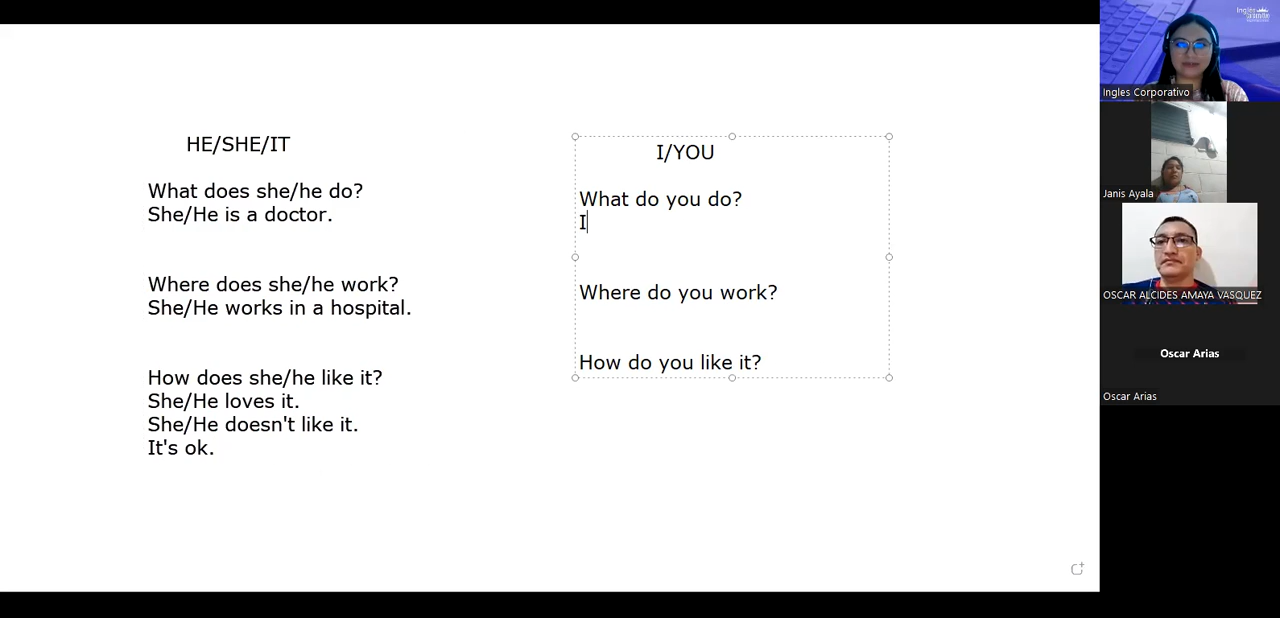 HE/SHE/IT
What does she/he do?
She/He is a doctor.
Where does she/he work?
She/He works in a hospital.
How does she/he like it?
She/He loves it.
She/He doesn't like it.
It's ok.
I/YOU
What do you do?
I
Where do you work?
How do you like it?
Ingles Corporativo
Janis Ayala
OSCAR ALCIDES AMAYA VASQUEZ
Oscar Arias
Oscar Arias